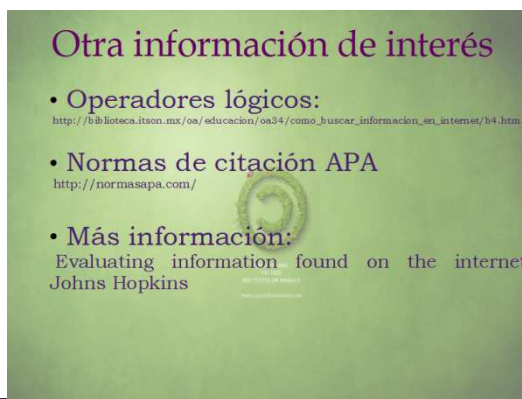 Otra información de interés
• Operadores lógicos:
http://biblioteca.itson.mx/oa/educacion/oa34/como_buscar_informacion_en_internet/b4.htm
• Normas de citación APA
http://normasapa.com/
• Más información:
Evaluating information found on the internet
Johns Hopkins